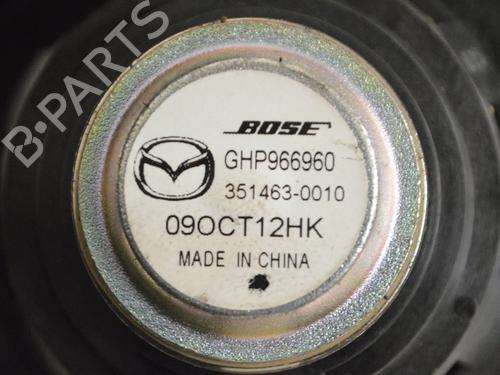 B-PARTS
BOSE
GHP966960
351463-0010
09OCT12HK
MADE IN CHINA